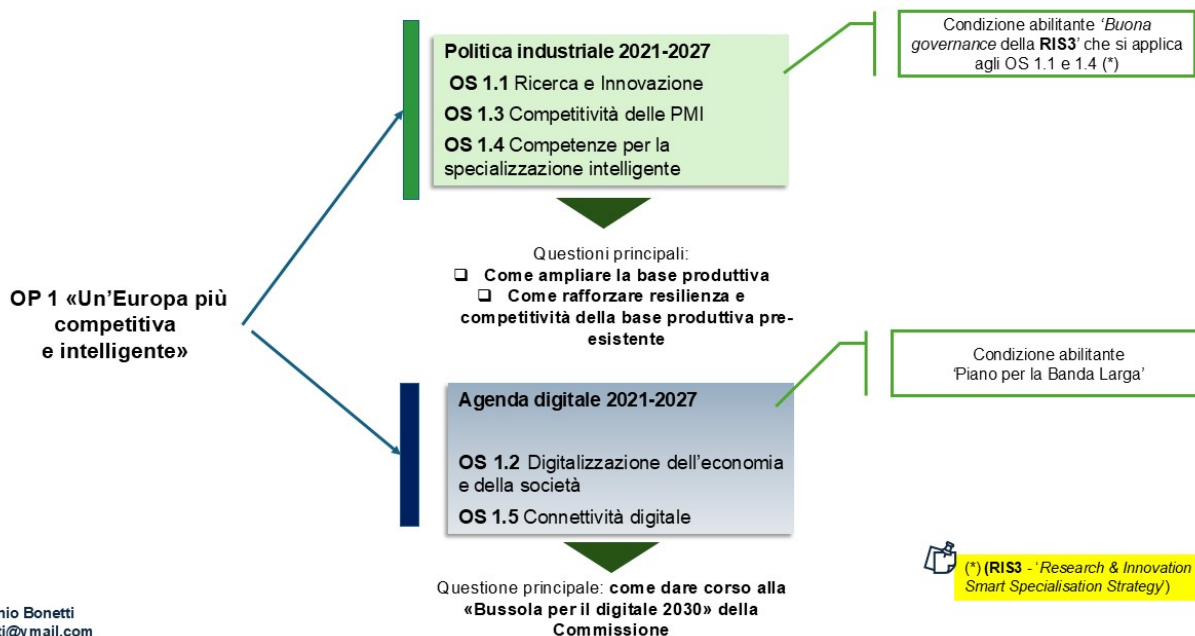 Politica industriale 2021-2027
OS 1.1 Ricerca e Innovazione
OS 1.3 Competitività delle PMI
OS 1.4 Competenze per la
specializzazione intelligente
Condizione abilitante ‘Buona
governance della RIS3’ che si applica
agli OS 1.1 e 1.4 (*)
Questioni principali:
❑ Come ampliare la base produttiva
❑ Come rafforzare resilienza e
competitività della base produttiva pre-
esistente
OP 1 «Un’Europa più
competitiva
e intelligente»
Agenda digitale 2021-2027
OS 1.2 Digitalizzazione dell’economia
e della società
OS 1.5 Connettività digitale
Condizione abilitante
‘Piano per la Banda Larga’
Questione principale: come dare corso alla
«Bussola per il digitale 2030» della
Commissione
(*) (RIS3 - ‘Research & Innovation
Smart Specialisation Strategy’)
nio Bonetti
ti@ymail.com